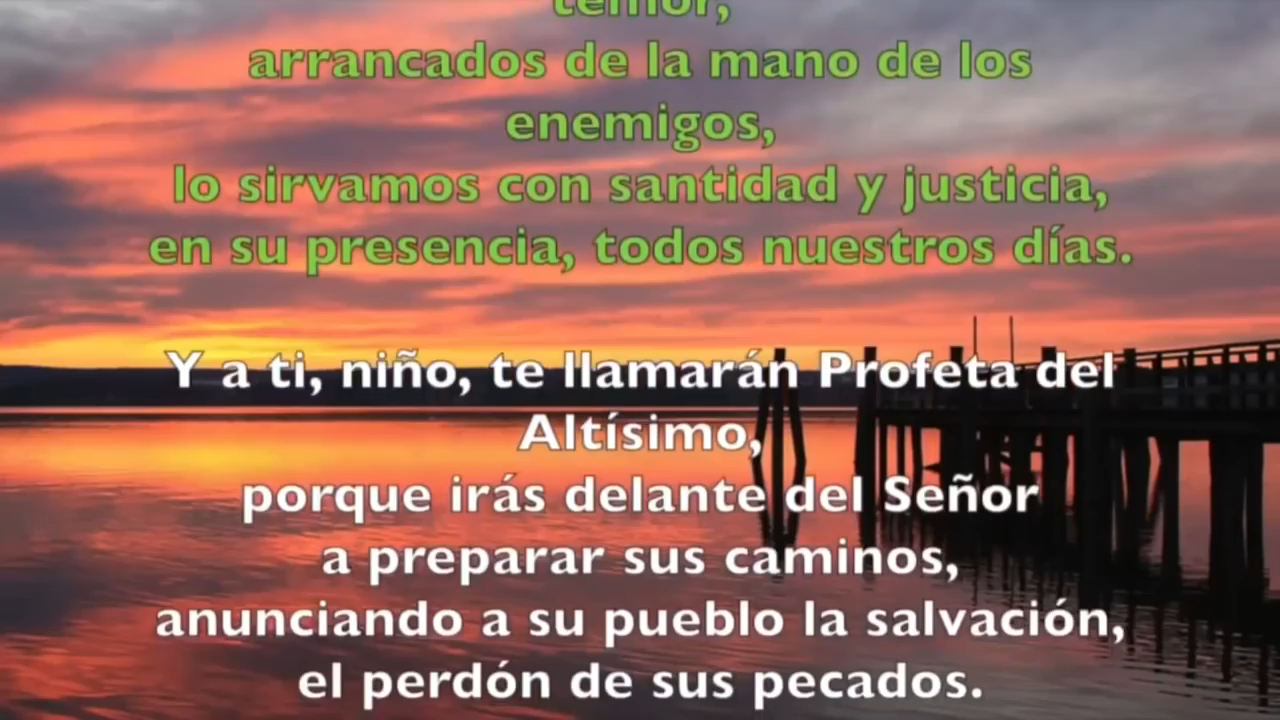 temor,
arrancados de la mano de los
enemigos,
lo sirvamos con santidad y justicia,
en su presencia, todos nuestros días.
Y a ti, niño, te llamarán Profeta del
Altísimo,
porque irás delante del Señor
a preparar sus caminos,
anunciando a su pueblo la salvación,
el perdón de sus pecados.